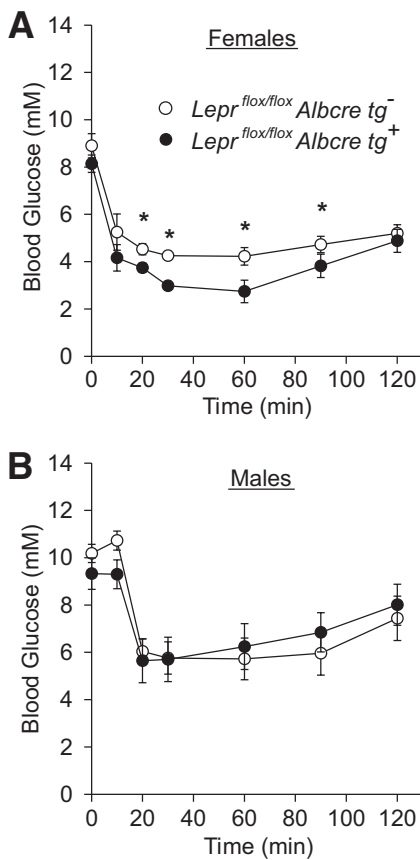 A
Females
14
12
10
8
6
4
2
0
Blood Glucose (mM)
Lepr flox/flox Albcre tg-
Lepr flox/flox Albcre tg+
* * * *
0 20 40 60 80 100 120
Time (min)
B
Males
14
12
10
8
6
4
2
0
Blood Glucose (mM)
0 20 40 60 80 100 120
Time (min)